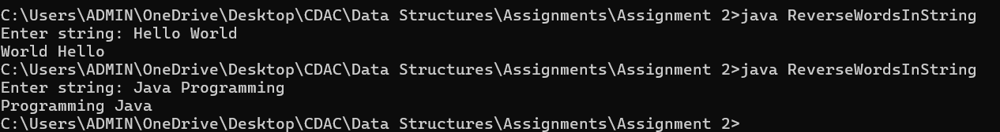 C:\Users\ADMIN\OneDrive\Desktop\CDAC\Data Structures\Assignments\Assignment 2>java ReverseWordsInString
Enter string: Hello World
World Hello
C:\Users\ADMIN\OneDrive\Desktop\CDAC\Data Structures\Assignments\Assignment 2>java ReverseWordsInString
Enter string: Java Programming
Programming Java
C:\Users\ADMIN\OneDrive\Desktop\CDAC\Data Structures\Assignments\Assignment 2>